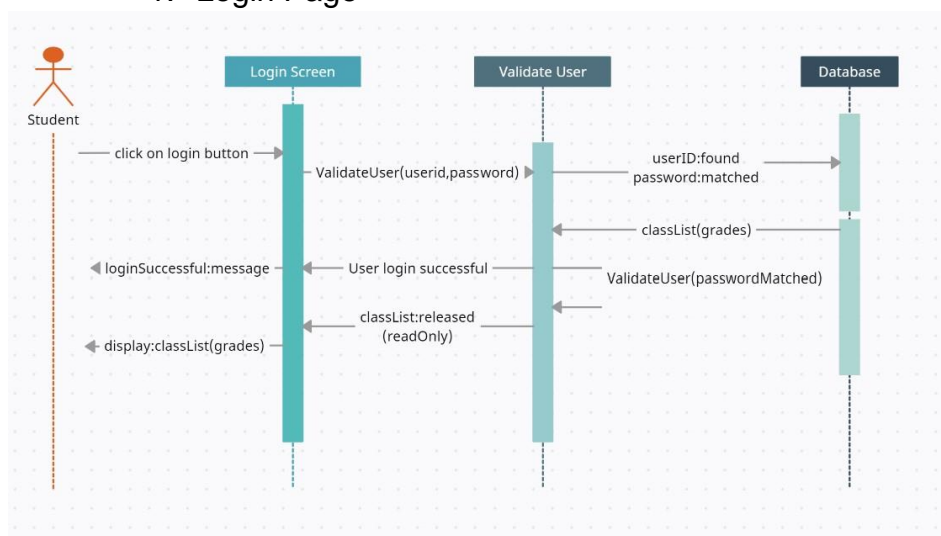 Login Page
Login Screen
Validate User
Database
Student
click on login button
ValidateUser(userid,password)
userID:found
password:matched
classList(grades)
loginSuccessful:message
User login successful
ValidateUser(passwordMatched)
classList:released
(readOnly)
display:classList(grades)